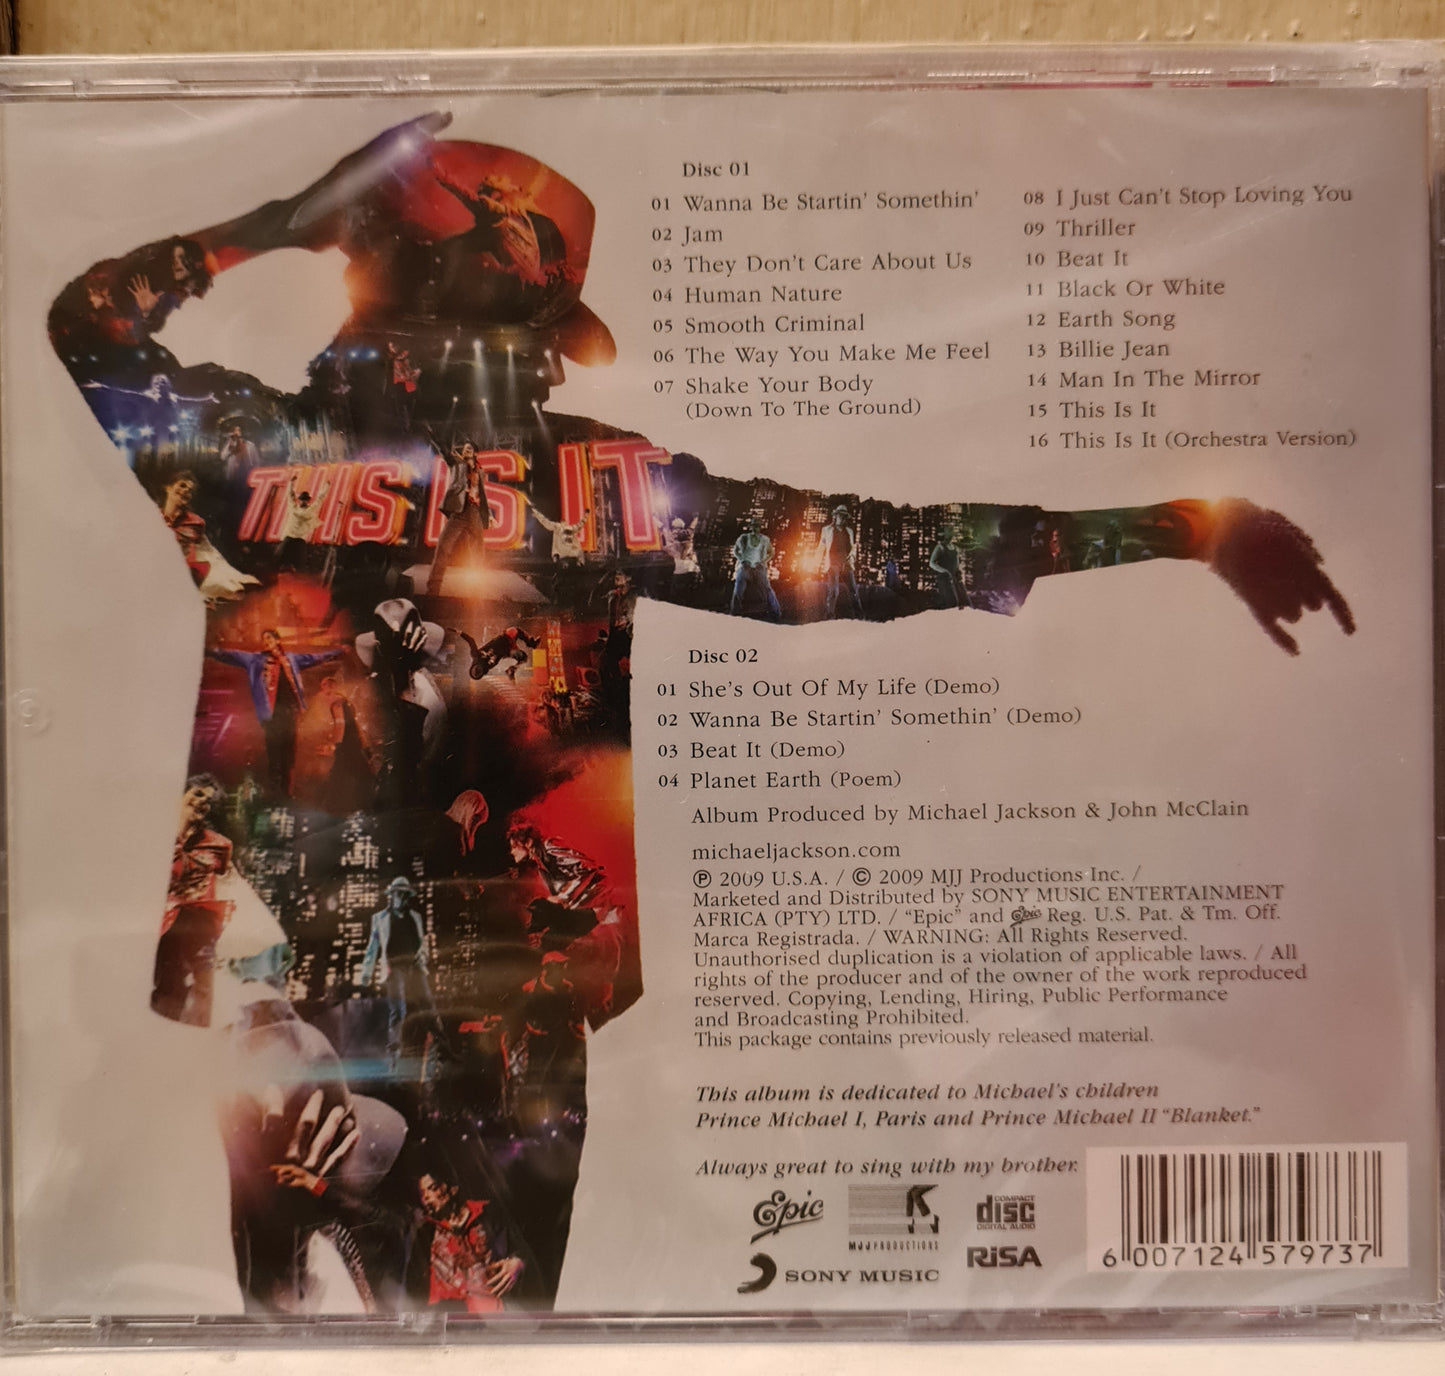 THIS IS IT
Disc 01
01 Wanna Be Startin' Somethin'
02 Jam
03 They Don't Care About Us
04 Human Nature
05 Smooth Criminal
06 The Way You Make Me Feel
07 Shake Your Body
(Down To The Ground)
08 I Just Can't Stop Loving You
09 Thriller
10 Beat It
11 Black Or White
12 Earth Song
13 Billie Jean
14 Man In The Mirror
15 This Is It
16 This Is It (Orchestra Version)
Disc 02
01 She's Out Of My Life (Demo)
02 Wanna Be Startin' Somethin' (Demo)
03 Beat It (Demo)
04 Planet Earth (Poem)
Album Produced by Michael Jackson & John McClain
michaeljackson.com
℗ 2009 U.S.A. / © 2009 MJJ Productions Inc. /
Marketed and Distributed by SONY MUSIC ENTERTAINMENT
AFRICA (PTY) LTD. / "Epic" and Epic Reg. U.S. Pat. & Tm. Off.
Marca Registrada. / WARNING: All Rights Reserved.
Unauthorised duplication is a violation of applicable laws. / All
rights of the producer and of the owner of the work reproduced
reserved. Copying, Lending, Hiring, Public Performance
and Broadcasting Prohibited.
This package contains previously released material.
This album is dedicated to Michael's children
Prince Michael I, Paris and Prince Michael II "Blanket."
Always great to sing with my brother.
Epic
MJJ PRODUCTIONS
COMPACT
disc
DIGITAL AUDIO
SONY MUSIC
RiSA
6 007124 579737